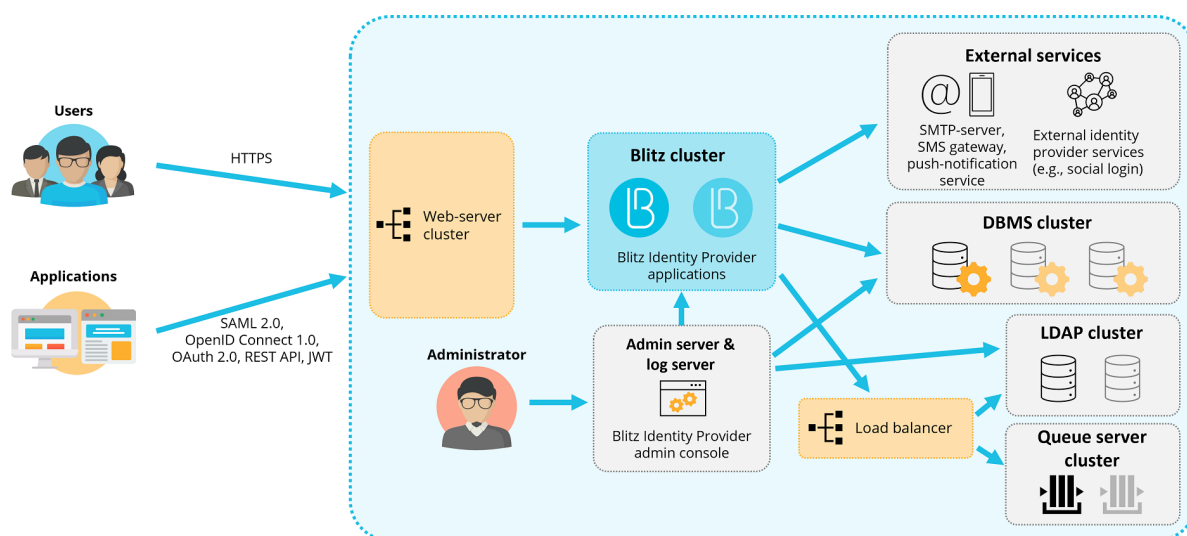 Users
HTTPS
Applications
SAML 2.0,
OpenID Connect 1.0,
OAuth 2.0, REST API, JWT
Web-server
cluster
Blitz cluster
Blitz Identity Provider
applications
Administrator
Admin server &
log server
Blitz Identity Provider
admin console
External services
@
SMTP-server,
SMS gateway,
push-notification
service
External identity
provider services
(e.g., social login)
DBMS cluster
LDAP cluster
Load balancer
Queue server
cluster